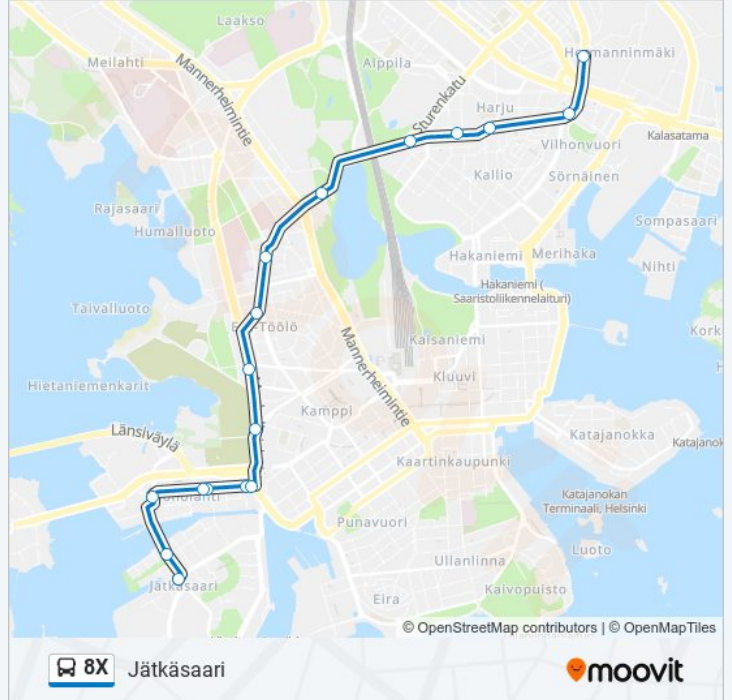 Laakso
Meilahti
Mannerheimintie
Alppila
Hermanninmäki
Sturenkatu
Harju
Kalasatama
Vilhonvuori
Kallio
Sörnäinen
Rajasaari
Humalluoto
Sompasaari
Hakaniemi
Merihaka
Nihti
Hakaniemi (
Saaristoliikennelaituri)
Taivalluoto
Kork
Kaisaniemi
Mannerheimintie
Kluuvi
Hietaniemenkarit
Kamppi
Länsiväylä
Katajanokka
Katajanok
Kaartinkaupunki
Katajanokan
Terminaali, Helsinki
Punavuori
Luoto
Ullanlinna
Jätkäsaari
Kaivopuisto
Eira
© OpenStreetMap contributors | © OpenMapTiles
8X Jätkäsaari
moovit